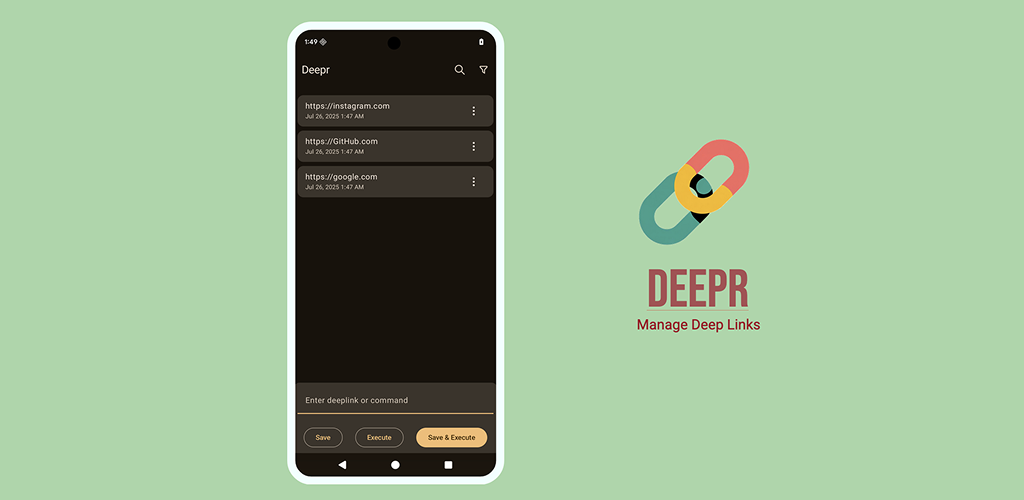 1:49
Deepr
https://instagram.com
Jul 26, 2025 1:47 AM
https://GitHub.com
Jul 26, 2025 1:47 AM
https://google.com
Jul 26, 2025 1:47 AM
Enter deeplink or command
Save Execute Save & Execute
DEEPR
Manage Deep Links